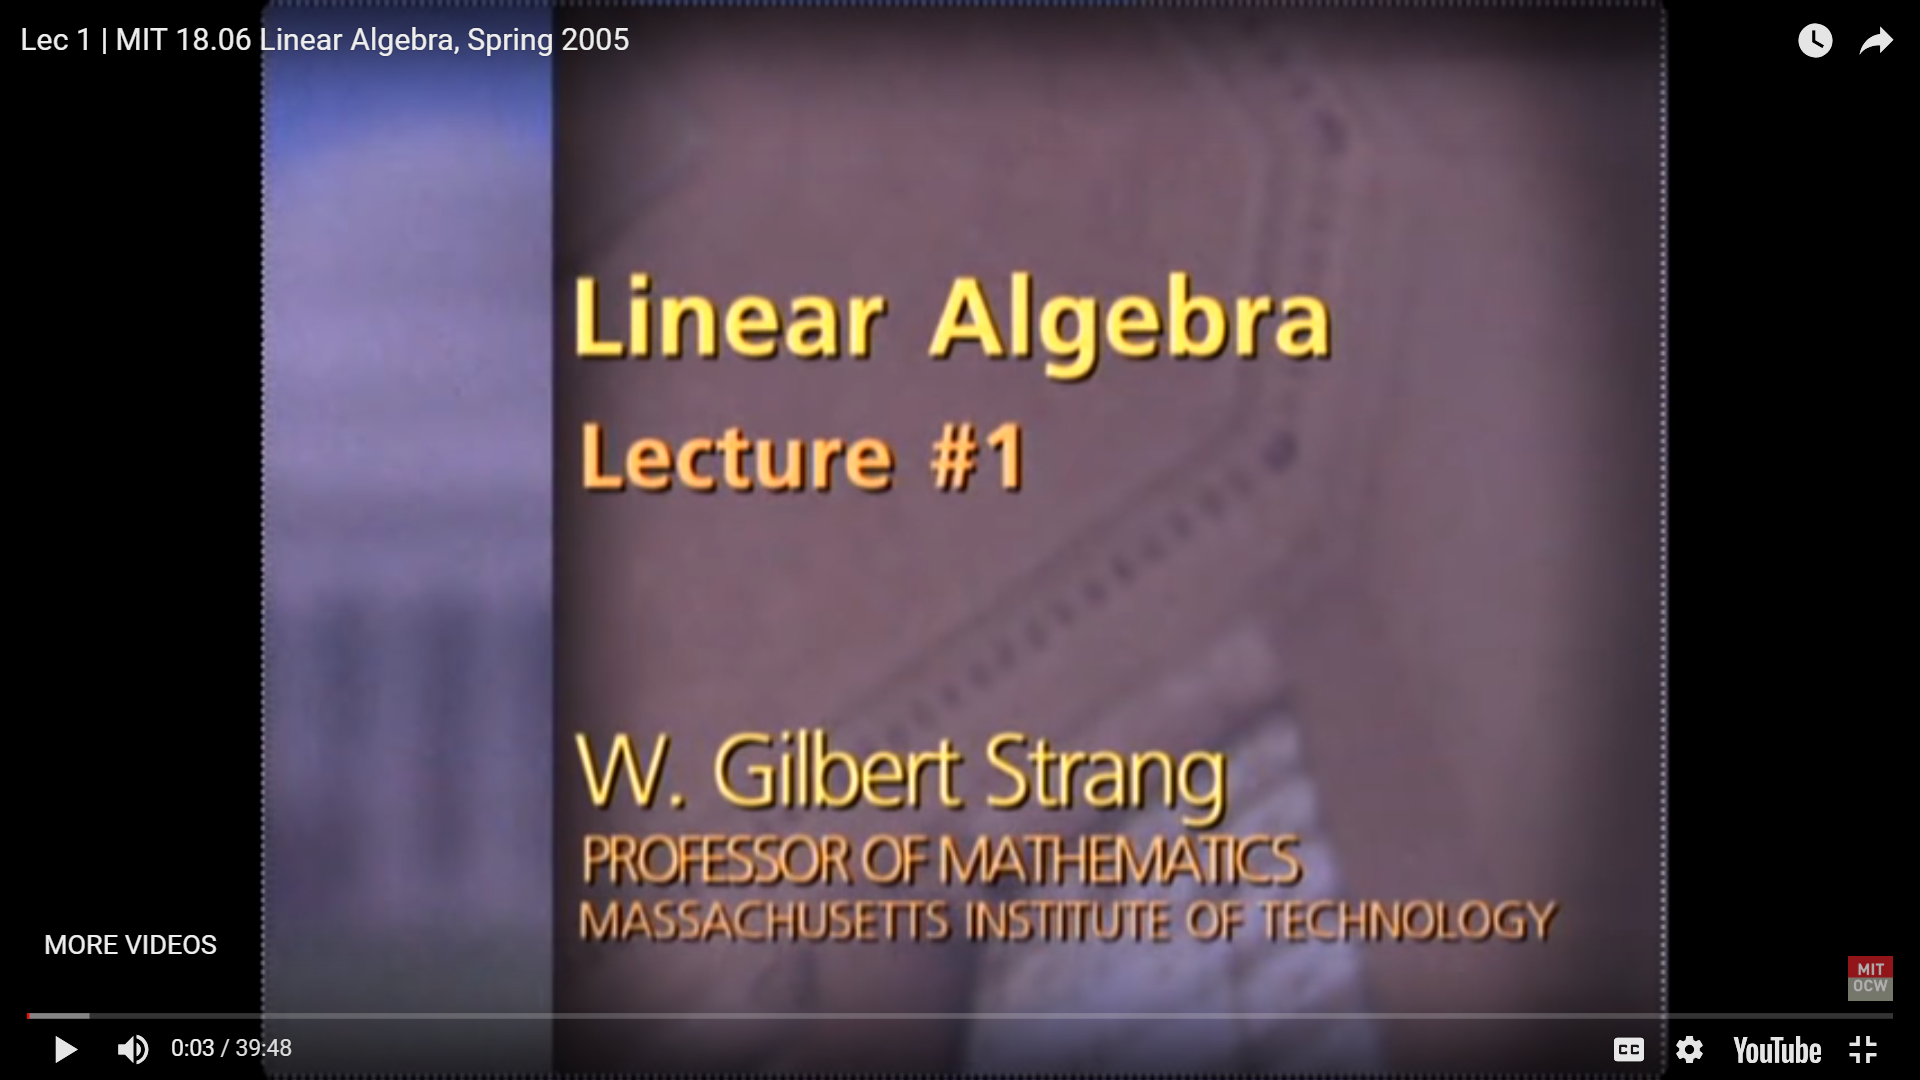 Lec 1 | MIT 18.06 Linear Algebra, Spring 2005
Linear Algebra
Lecture #1
W. Gilbert Strang
PROFESSOR OF MATHEMATICS
MASSACHUSETTS INSTITUTE OF TECHNOLOGY
MORE VIDEOS
MIT
OCW
0:03 / 39:48
CC
YouTube